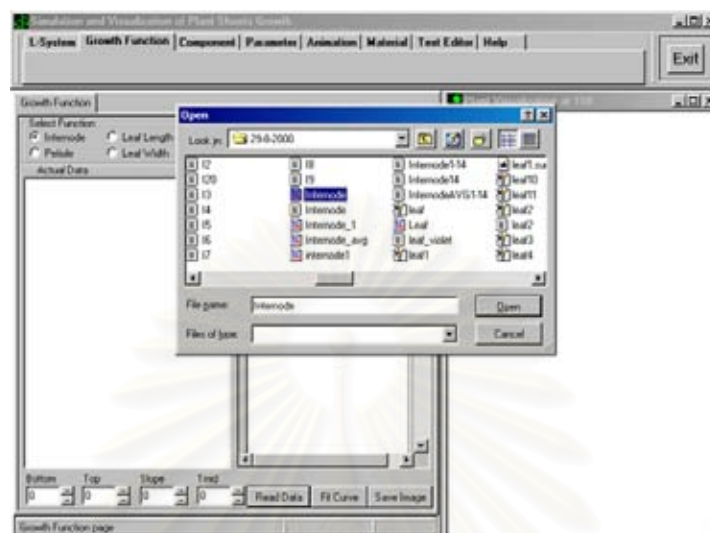 Simulation and Visualization of Plant Shoots Growth
L-System Growth Function Component Parameter Animation Material Text Editor Help
Exit
Growth Function
Select Function
Internode Leaf Length
Petiole Leaf Width
Actual Data
Open
Look in: 29-8-2000
I2 I8 Internode1-14
I20 I9 Internode14 leaf10
I3 Internode InternodeAVG1-14 leaf11
I4 Internode leaf leaf2
I5 Internode_1 Leaf leaf2
I6 Internode_avg leaf_violet leaf3
I7 internode1 leaf1 leaf4
File name: Internode Open
Files of type: Cancel
Bottom Top Slope Tmid
0 0 0 0 Read Data Fit Curve Save Image
Growth Function page